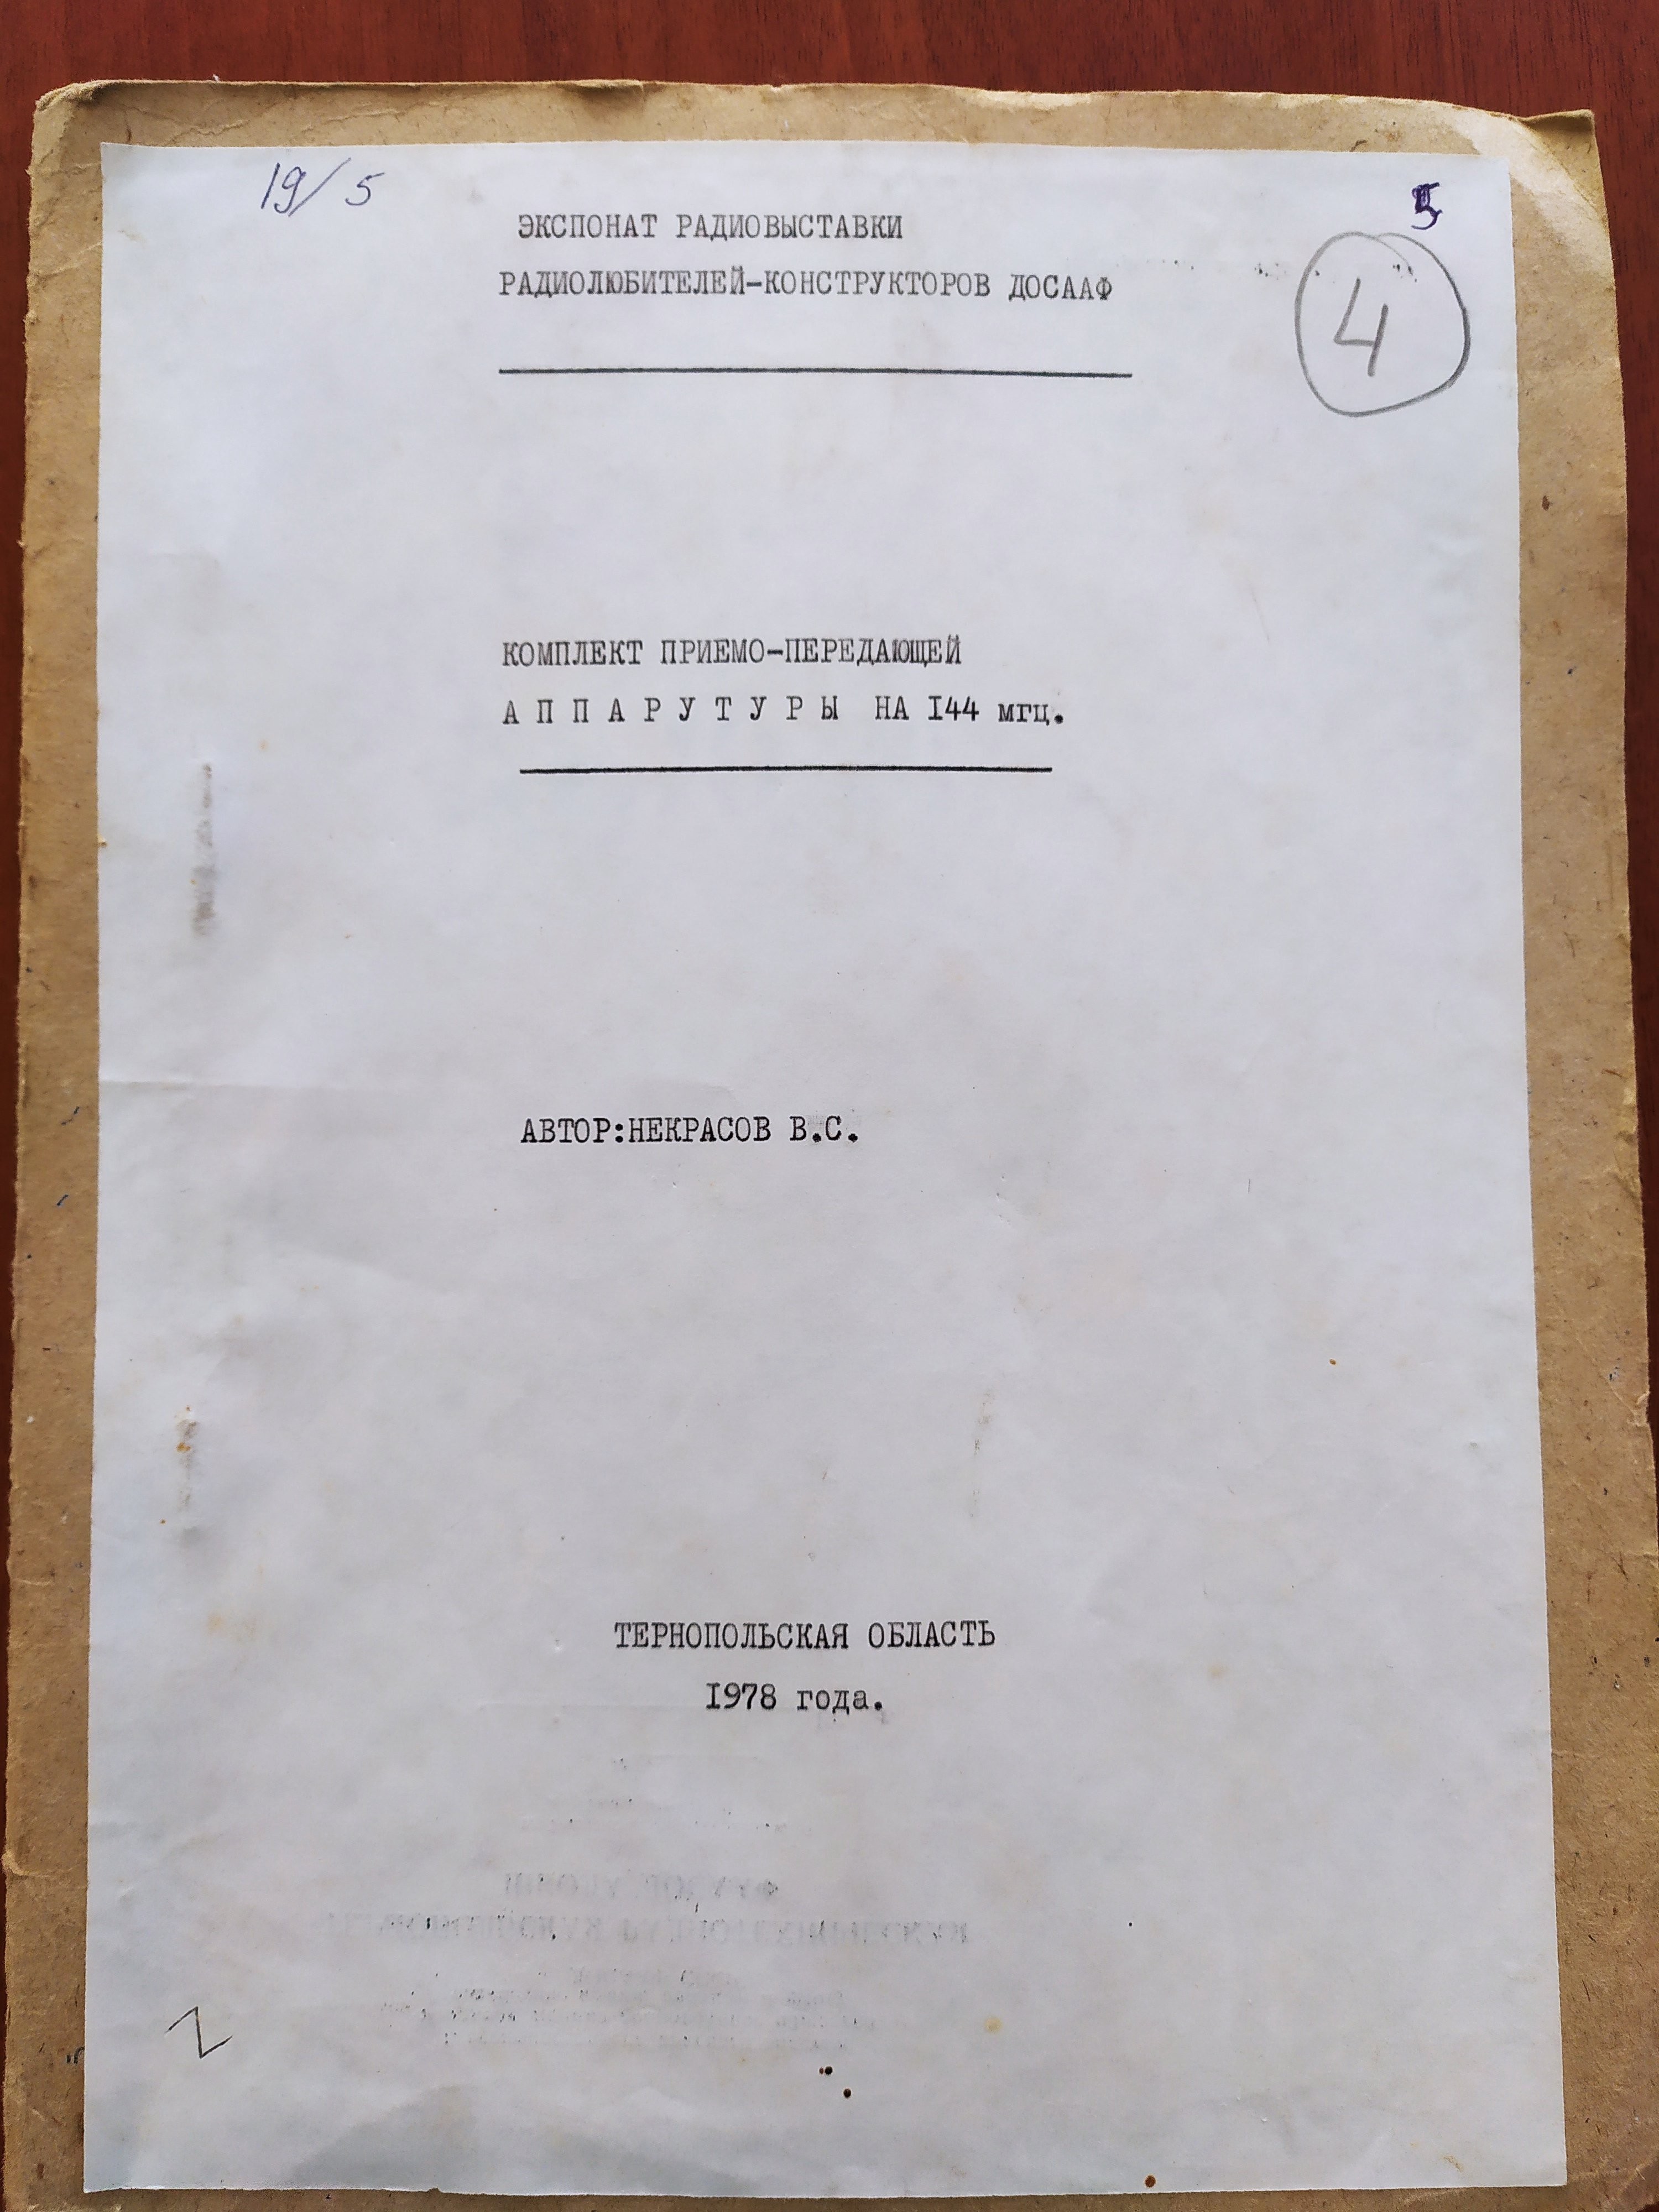 19/5
5
ЭКСПОНАТ РАДИОВЫСТАВКИ
РАДИОЛЮБИТЕЛЕЙ-КОНСТРУКТОРОВ ДОСААФ
4
КОМПЛЕКТ ПРИЕМО-ПЕРЕДАЮЩЕЙ
А П П А Р У Т У Р Ы НА I44 мгц.
АВТОР:НЕКРАСОВ В.С.
ТЕРНОПОЛЬСКАЯ ОБЛАСТЬ
I978 года.